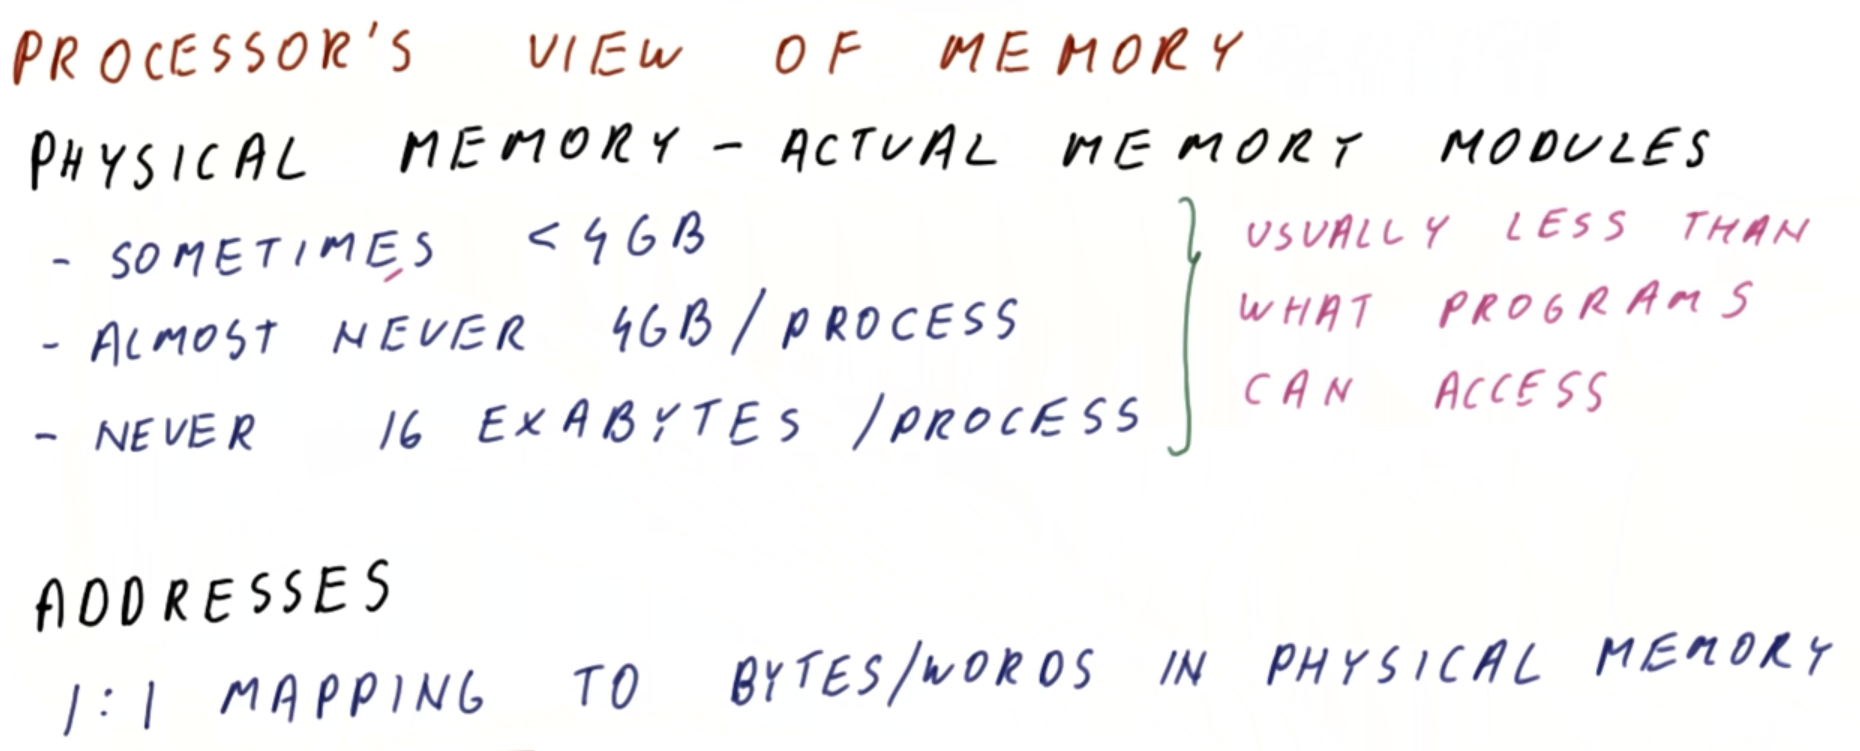 PROCESSOR'S VIEW OF MEMORY
PHYSICAL MEMORY - ACTUAL MEMORY MODULES
- SOMETIMES < 4GB
- ALMOST NEVER 4GB/PROCESS
- NEVER 16 EXABYTES /PROCESS
USUALLY LESS THAN
WHAT PROGRAMS
CAN ACCESS
ADDRESSES
1:1 MAPPING TO BYTES/WORDS IN PHYSICAL MEMORY